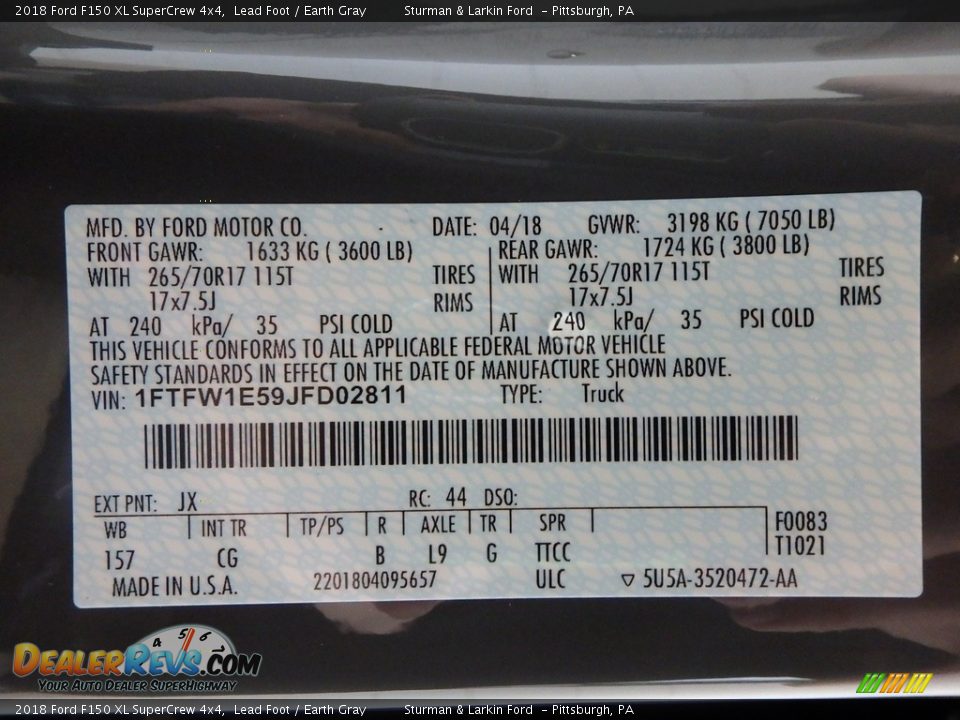 2018 Ford F150 XL SuperCrew 4x4,  Lead Foot / Earth Gray     Sturman & Larkin Ford  - Pittsburgh, PA
MFD. BY FORD MOTOR CO.     DATE: 04/18     GVWR: 3198 KG ( 7050 LB)
FRONT GAWR: 1633 KG ( 3600 LB)     REAR GAWR: 1724 KG ( 3800 LB)
WITH 265/70R17 115T TIRES     WITH 265/70R17 115T TIRES
17x7.5J RIMS     17x7.5J RIMS
AT 240 kPa/ 35 PSI COLD     AT 240 kPa/ 35 PSI COLD
THIS VEHICLE CONFORMS TO ALL APPLICABLE FEDERAL MOTOR VEHICLE
SAFETY STANDARDS IN EFFECT ON THE DATE OF MANUFACTURE SHOWN ABOVE.
VIN: 1FTFW1E59JFD02811     TYPE: Truck
EXT PNT: JX     RC: 44 DSO:
WB INT TR TP/PS R AXLE TR SPR     F0083
157 CG B L9 G TTCC     T1021
MADE IN U.S.A.     2201804095657     ULC     ▽ 5U5A-3520472-AA
4 5 6
DEALERREVS.COM
YOUR AUTO DEALER SUPERHIGHWAY
2018 Ford F150 XL SuperCrew 4x4,  Lead Foot / Earth Gray     Sturman & Larkin Ford  - Pittsburgh, PA